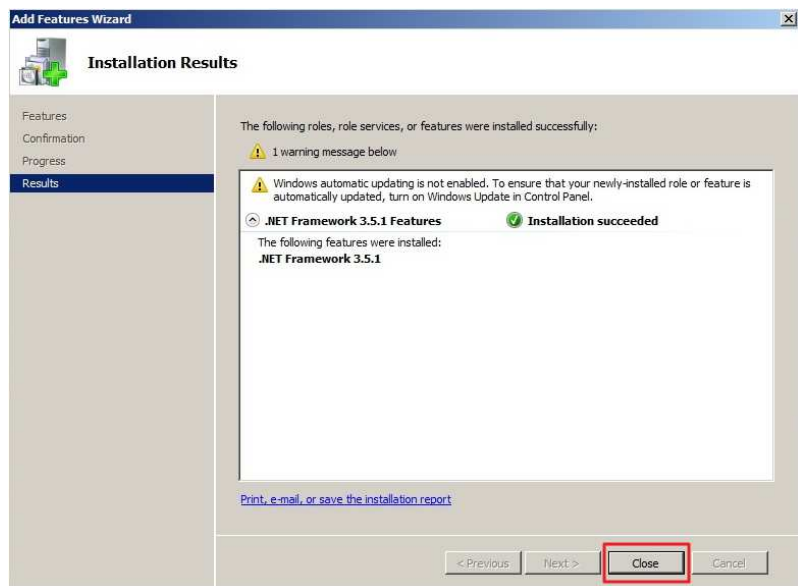 Add Features Wizard
Installation Results
Features
Confirmation
Progress
Results
The following roles, role services, or features were installed successfully:
1 warning message below
Windows automatic updating is not enabled. To ensure that your newly-installed role or feature is
automatically updated, turn on Windows Update in Control Panel.
.NET Framework 3.5.1 Features
Installation succeeded
The following features were installed:
.NET Framework 3.5.1
Print, e-mail, or save the installation report
< Previous
Next >
Close
Cancel